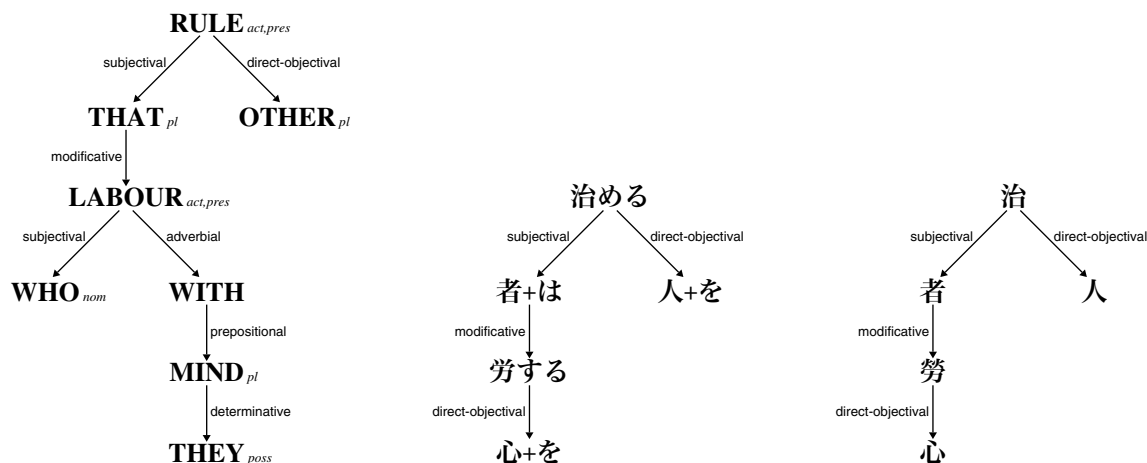 RULE act,pres
subjectival direct-objectival
THAT pl OTHER pl
modificative
LABOUR act,pres
subjectival adverbial
WHO nom WITH
prepositional
MIND pl
determinative
THEY poss
治める
subjectival direct-objectival
者+は 人+を
modificative
労する
direct-objectival
心+を
治
subjectival direct-objectival
者 人
modificative
勞
direct-objectival
心